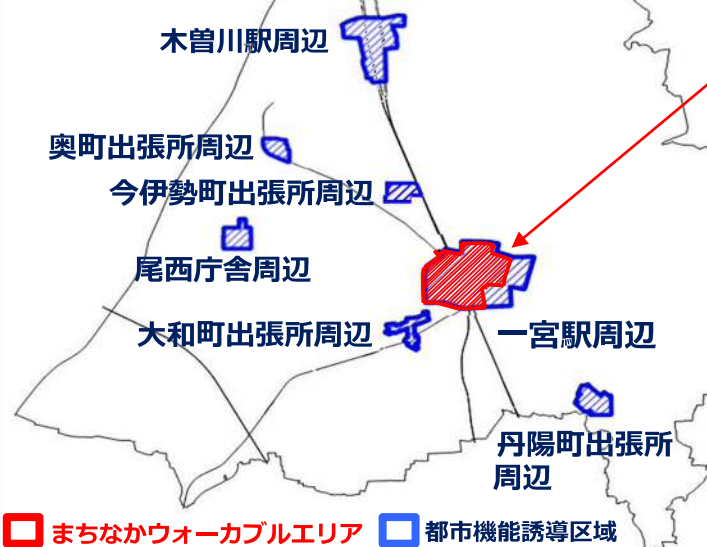 木曽川駅周辺
奥町出張所周辺
今伊勢町出張所周辺
尾西庁舎周辺
大和町出張所周辺
一宮駅周辺
丹陽町出張所
周辺
まちなかウォーカブルエリア
都市機能誘導区域